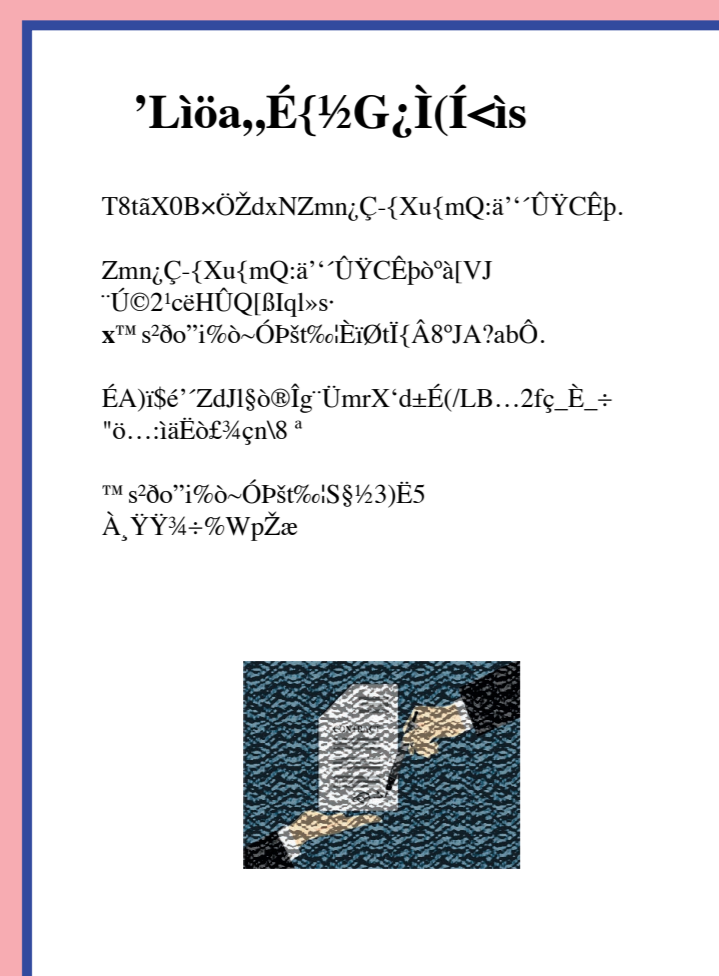 ’Lìöa„É{½G¿Ì(Í<ìs
T8tãX0B×ÖŽdxNZmn¿Ç-{Xu{mQ:ä’‘´ÛŸCÊþ.
Zmn¿Ç-{Xu{mQ:ä’‘´ÛŸCÊþòºà[VJ
¨Ú©2¹cëHÛQ[ßIql»s·
x™ s²ðo”i%ò~ÓÞšt‰¦ÈïØtÏ{Â8ºJA?abÔ.
ÉA)ï$é’´ZdJl§ò®Îg¨ÜmrX‘d±É(/LB…2fç_È_÷
"ö…:ìäËò£¾çn\8 ª
™ s²ðo”i%ò~ÓÞšt‰¦S§½3)Ë5
À¸ŸŸ¾÷%WpŽæ
CONTRACT